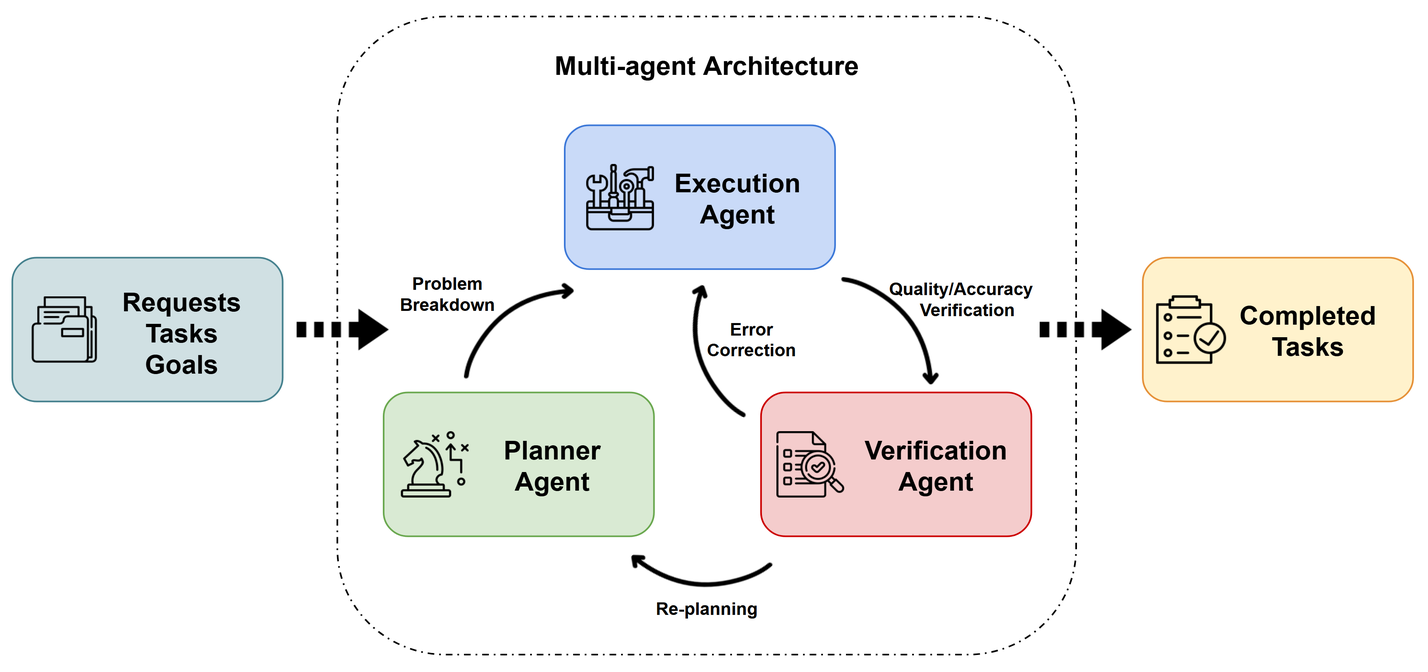 Multi-agent Architecture
Execution
Agent
Problem
Breakdown
Quality/Accuracy
Verification
Requests
Tasks
Goals
Error
Correction
Completed
Tasks
Planner
Agent
Verification
Agent
Re-planning